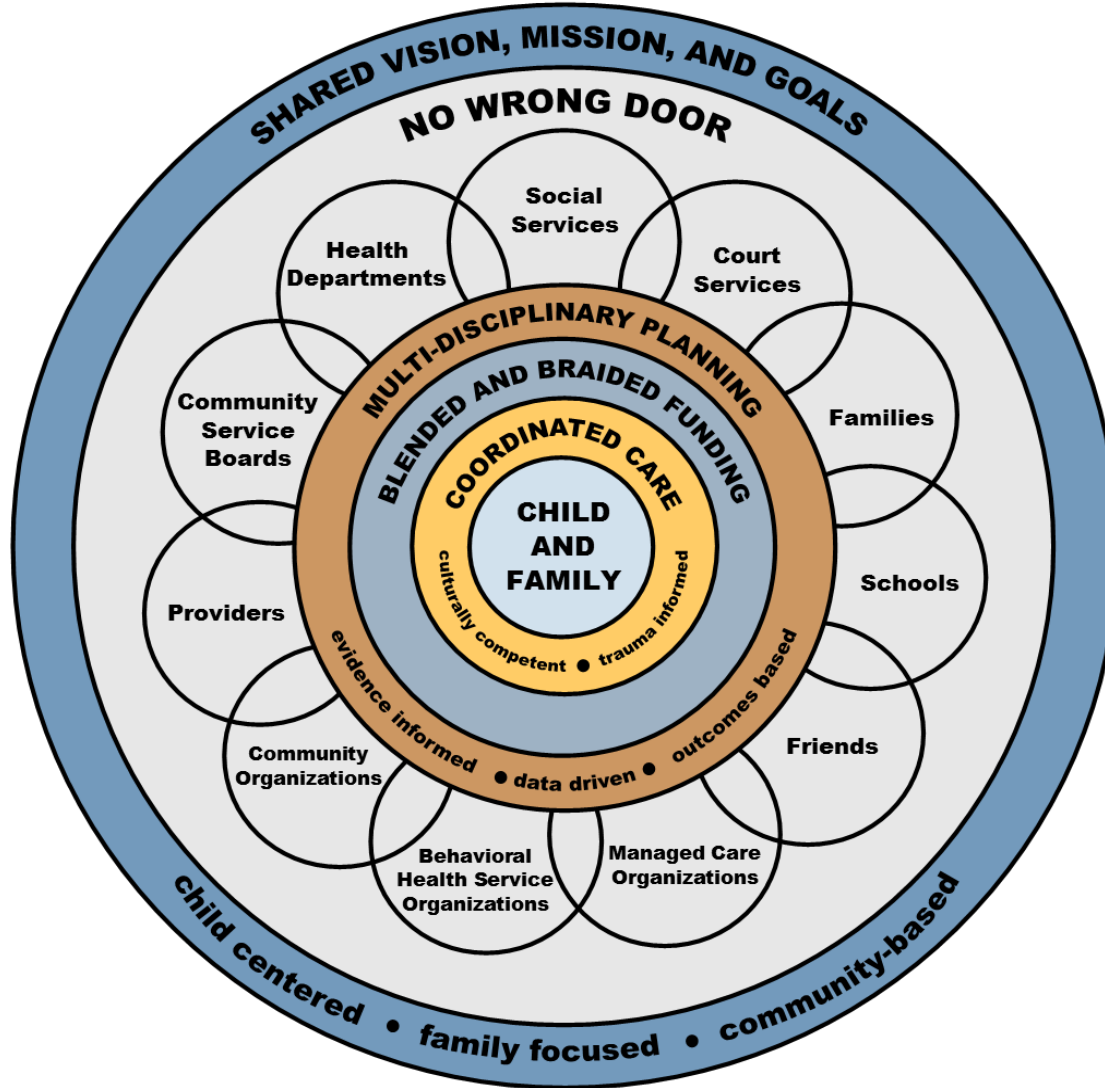 SHARED VISION, MISSION, AND GOALS
NO WRONG DOOR
Social
Services
Court
Services
Families
Schools
Friends
Managed Care
Organizations
Behavioral
Health Service
Organizations
Community
Organizations
Providers
Community
Service
Boards
Health
Departments
MULTI-DISCIPLINARY PLANNING
BLENDED AND BRAIDED FUNDING
COORDINATED CARE
CHILD
AND
FAMILY
culturally competent ● trauma informed
evidence informed ● data driven ● outcomes based
child centered • family focused • community-based